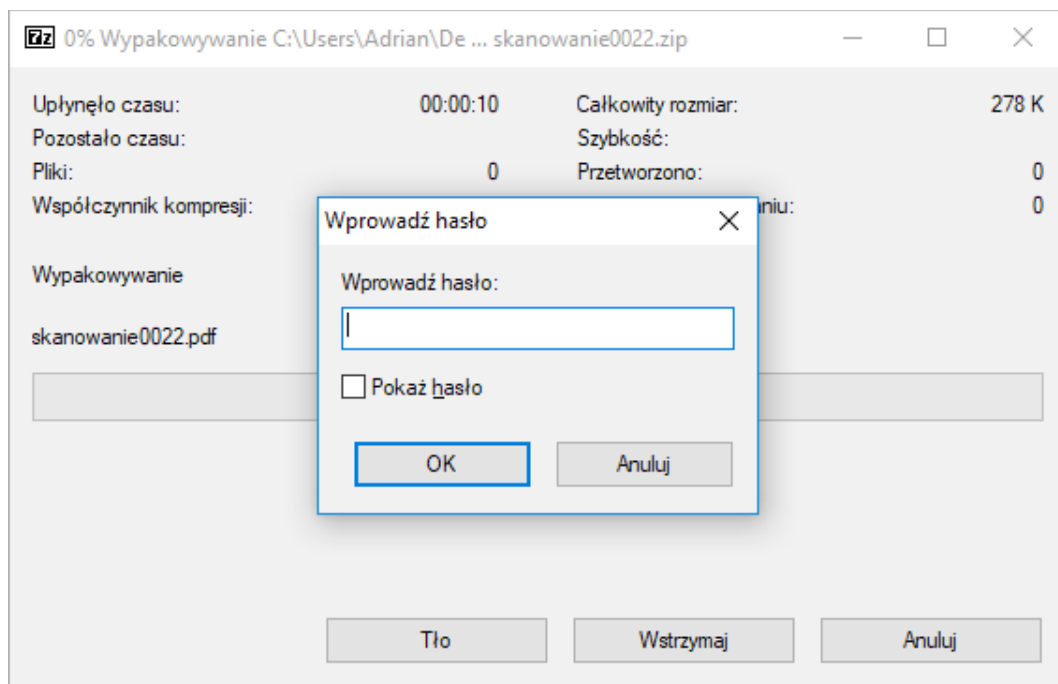 7z 0% Wypakowywanie C:\Users\Adrian\De ... skanowanie0022.zip
Upłynęło czasu: 00:00:10 Całkowity rozmiar: 278 K
Pozostało czasu: Szybkość:
Pliki: 0 Przetworzono: 0
Współczynnik kompresji: niu: 0
Wprowadź hasło
Wypakowywanie
Wprowadź hasło:
skanowanie0022.pdf
Pokaż hasło
OK Anuluj
Tło Wstrzymaj Anuluj